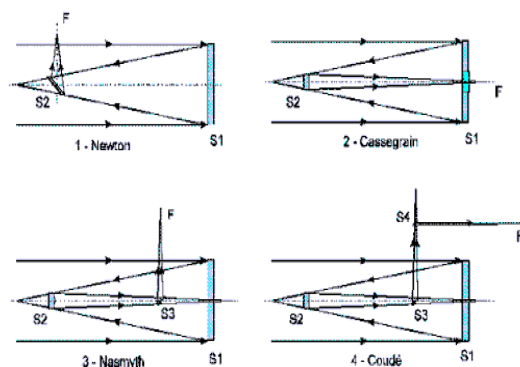 F
S2
S1
1 - Newton
S2
F
S1
2 - Cassegrain
F
S2
S3
S1
3 - Nasmyth
S4
F
S2
S3
S1
4 - Coudé